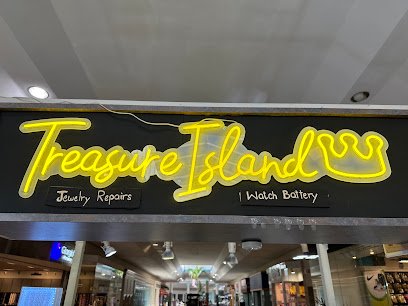 Treasure Island
Jewelry Repairs
Watch Battery